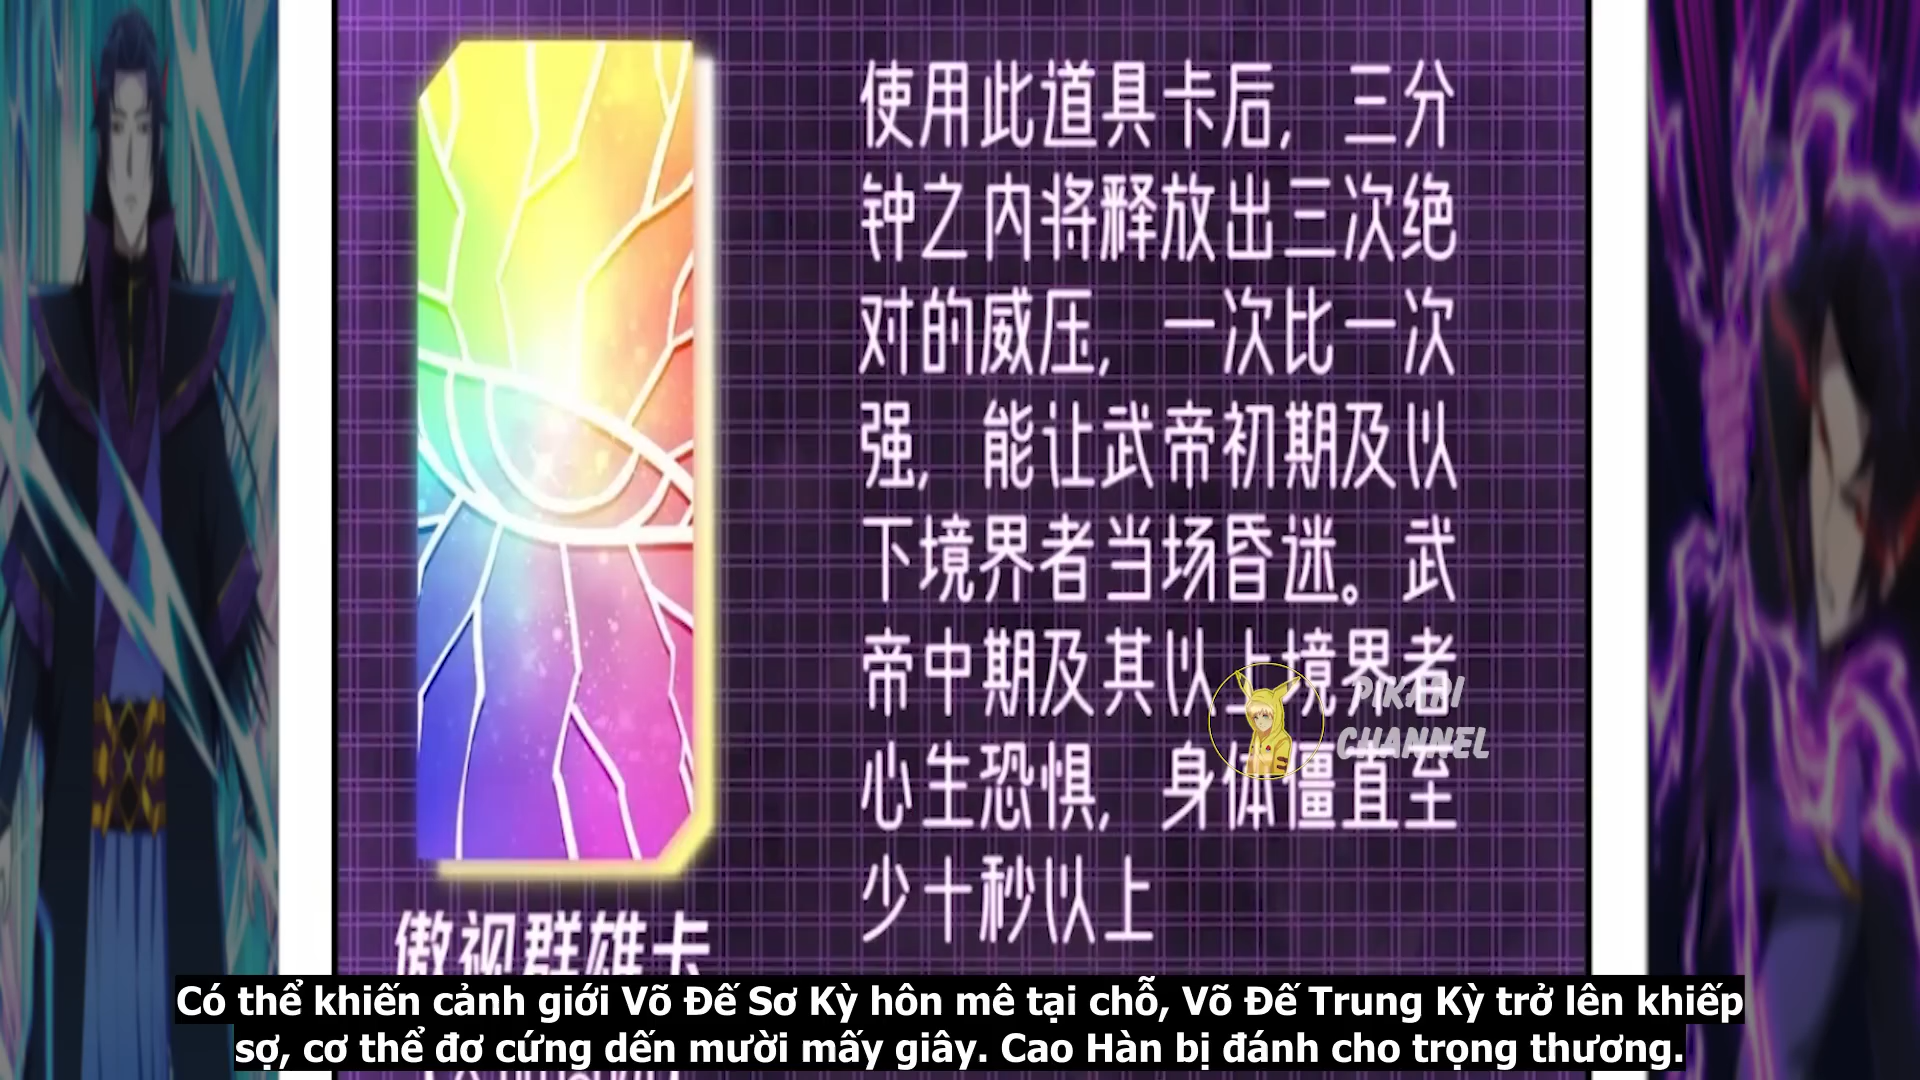 使用此道具卡后，三分
钟之内将释放出三次绝
对的威压，一次比一次
强，能让武帝初期及以
下境界者当场昏迷。武
帝中期及其以上境界者
心生恐惧，身体僵直至
少十秒以上
PIKAPI
CHANNEL
傲视群雄卡
Có thể khiến cảnh giới Võ Đế Sơ Kỳ hôn mê tại chỗ, Võ Đế Trung Kỳ trở lên khiếp
sợ, cơ thể đơ cứng dến mười mấy giây. Cao Hàn bị đánh cho trọng thương.